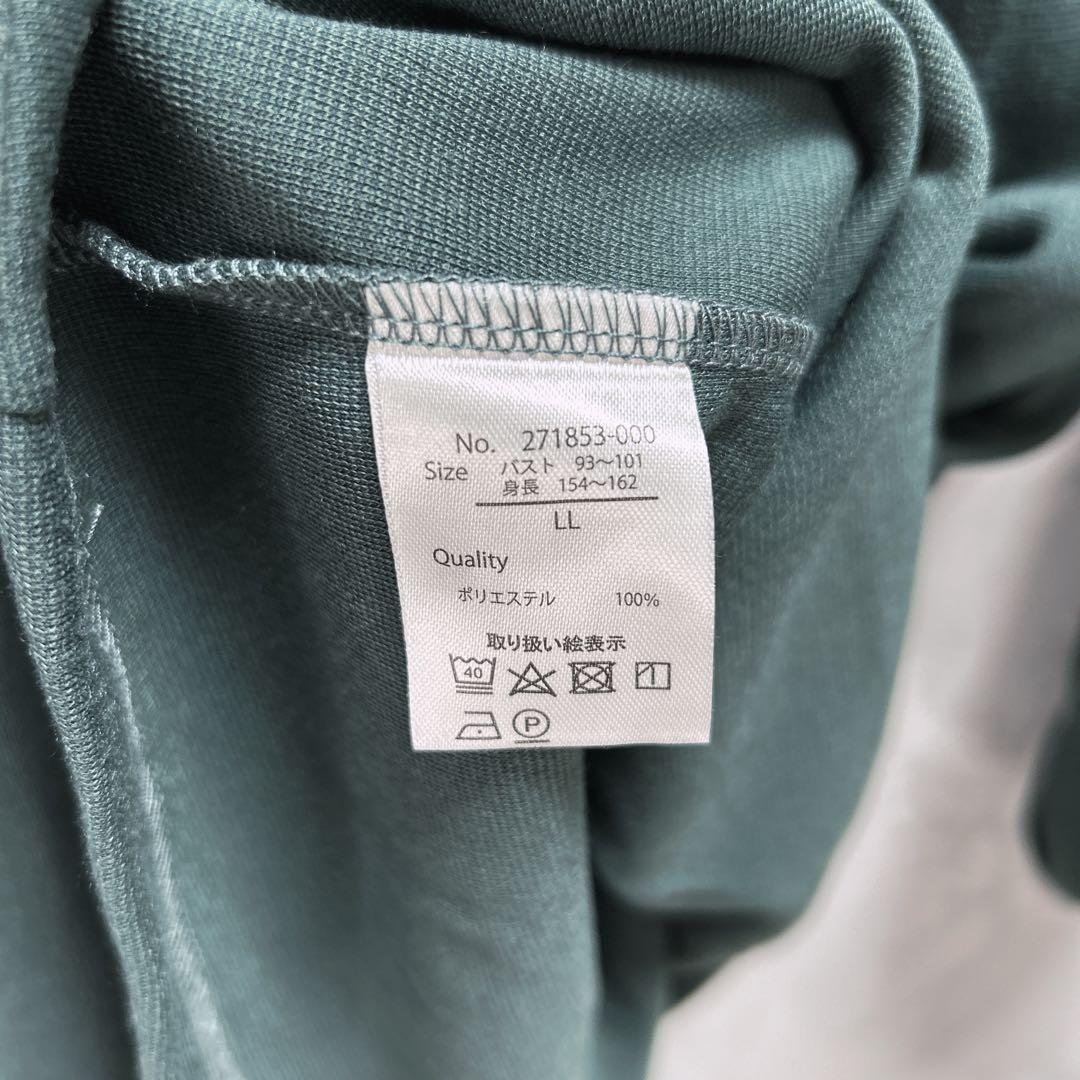 No. 271853-000
Size バスト 93〜101
身長 154〜162
LL
Quality
ポリエステル 100%
取り扱い絵表示
40
P